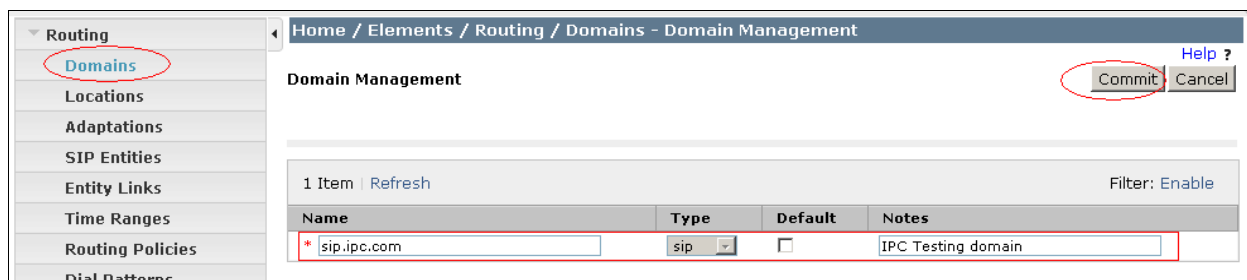 Routing
Domains
Locations
Adaptations
SIP Entities
Entity Links
Time Ranges
Routing Policies
Dial Patterns
Home / Elements / Routing / Domains - Domain Management
Help ?
Domain Management
Commit Cancel
1 Item | Refresh
Filter: Enable
Name Type Default Notes
* sip.ipc.com sip IPC Testing domain